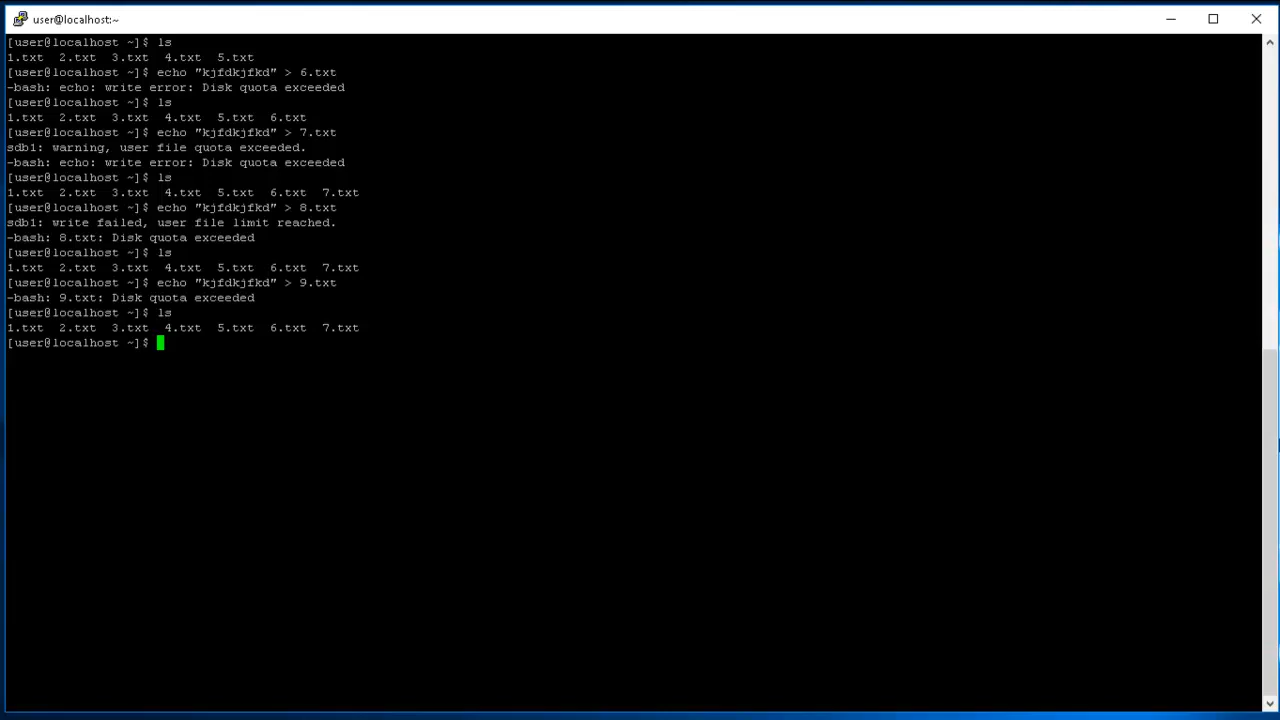 user@localhost:~
[user@localhost ~]$ ls
1.txt  2.txt  3.txt  4.txt  5.txt
[user@localhost ~]$ echo "kjfdkjfkd" > 6.txt
-bash: echo: write error: Disk quota exceeded
[user@localhost ~]$ ls
1.txt  2.txt  3.txt  4.txt  5.txt  6.txt
[user@localhost ~]$ echo "kjfdkjfkd" > 7.txt
sdb1: warning, user file quota exceeded.
-bash: echo: write error: Disk quota exceeded
[user@localhost ~]$ ls
1.txt  2.txt  3.txt  4.txt  5.txt  6.txt  7.txt
[user@localhost ~]$ echo "kjfdkjfkd" > 8.txt
sdb1: write failed, user file limit reached.
-bash: 8.txt: Disk quota exceeded
[user@localhost ~]$ ls
1.txt  2.txt  3.txt  4.txt  5.txt  6.txt  7.txt
[user@localhost ~]$ echo "kjfdkjfkd" > 9.txt
-bash: 9.txt: Disk quota exceeded
[user@localhost ~]$ ls
1.txt  2.txt  3.txt  4.txt  5.txt  6.txt  7.txt
[user@localhost ~]$